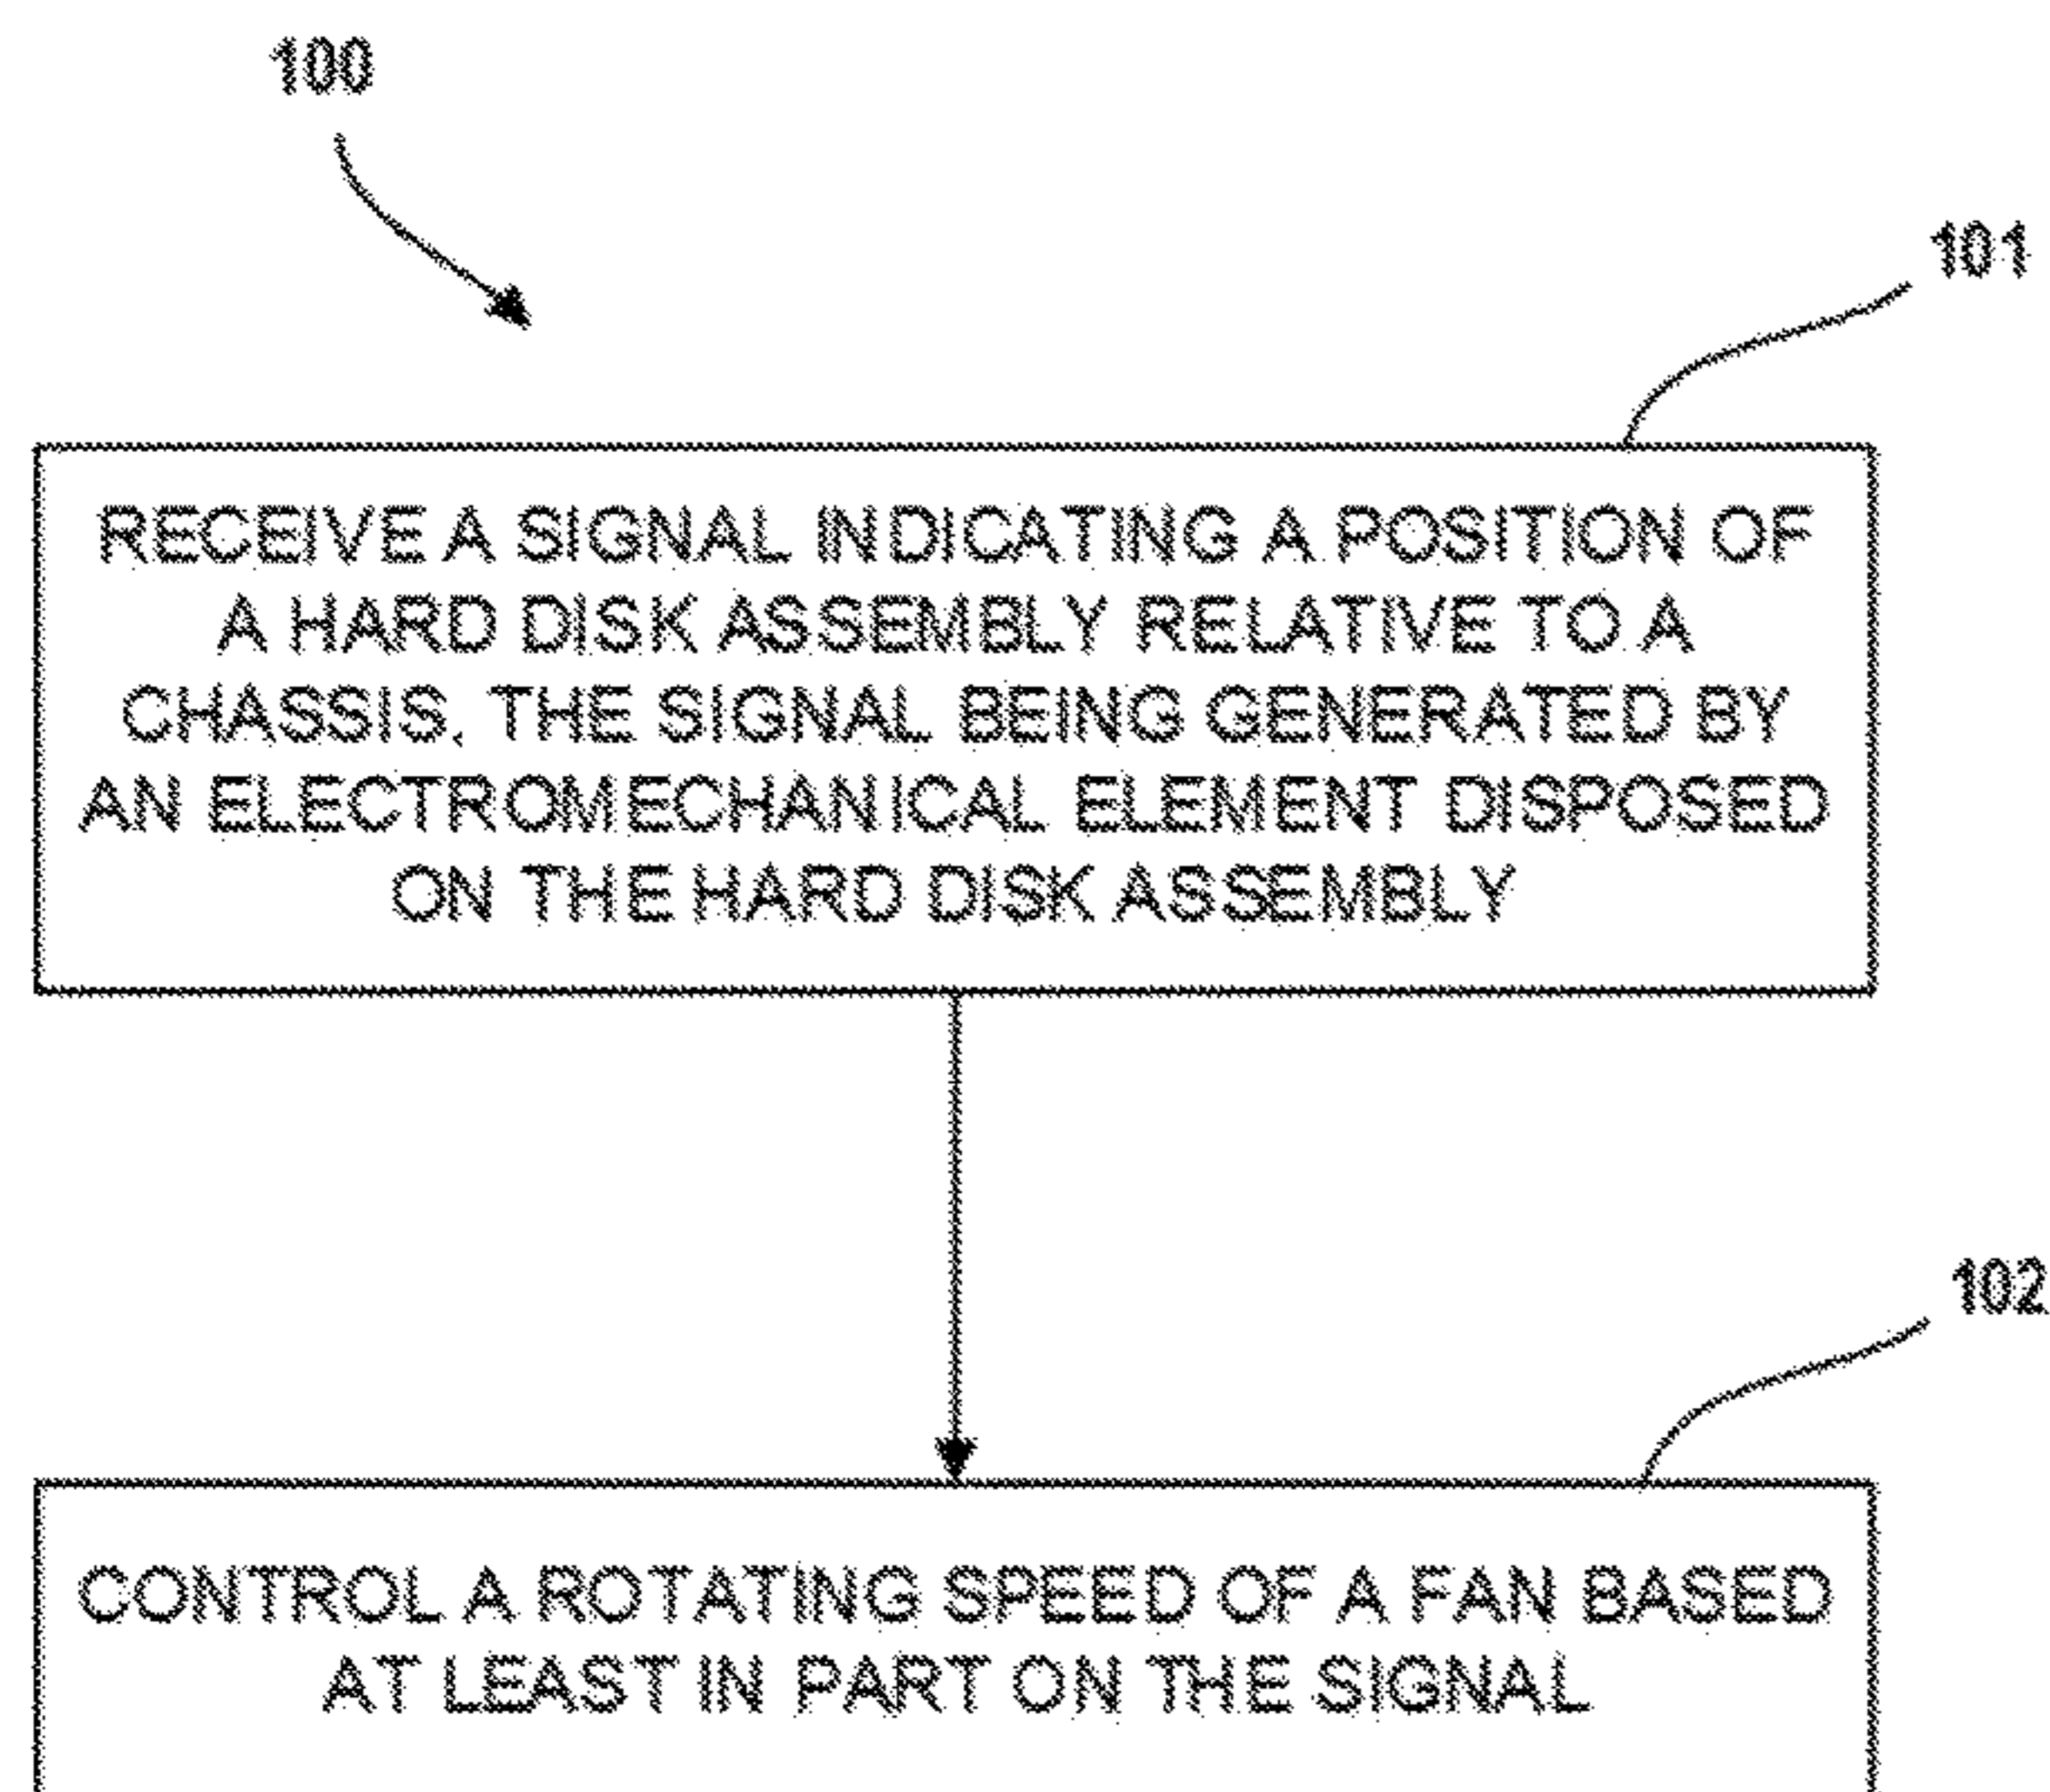 100
101
RECEIVE A SIGNAL INDICATING A POSITION OF
A HARD DISK ASSEMBLY RELATIVE TO A
CHASSIS, THE SIGNAL BEING GENERATED BY
AN ELECTROMECHANICAL ELEMENT DISPOSED
ON THE HARD DISK ASSEMBLY
102
CONTROL A ROTATING SPEED OF A FAN BASED
AT LEAST IN PART ON THE SIGNAL